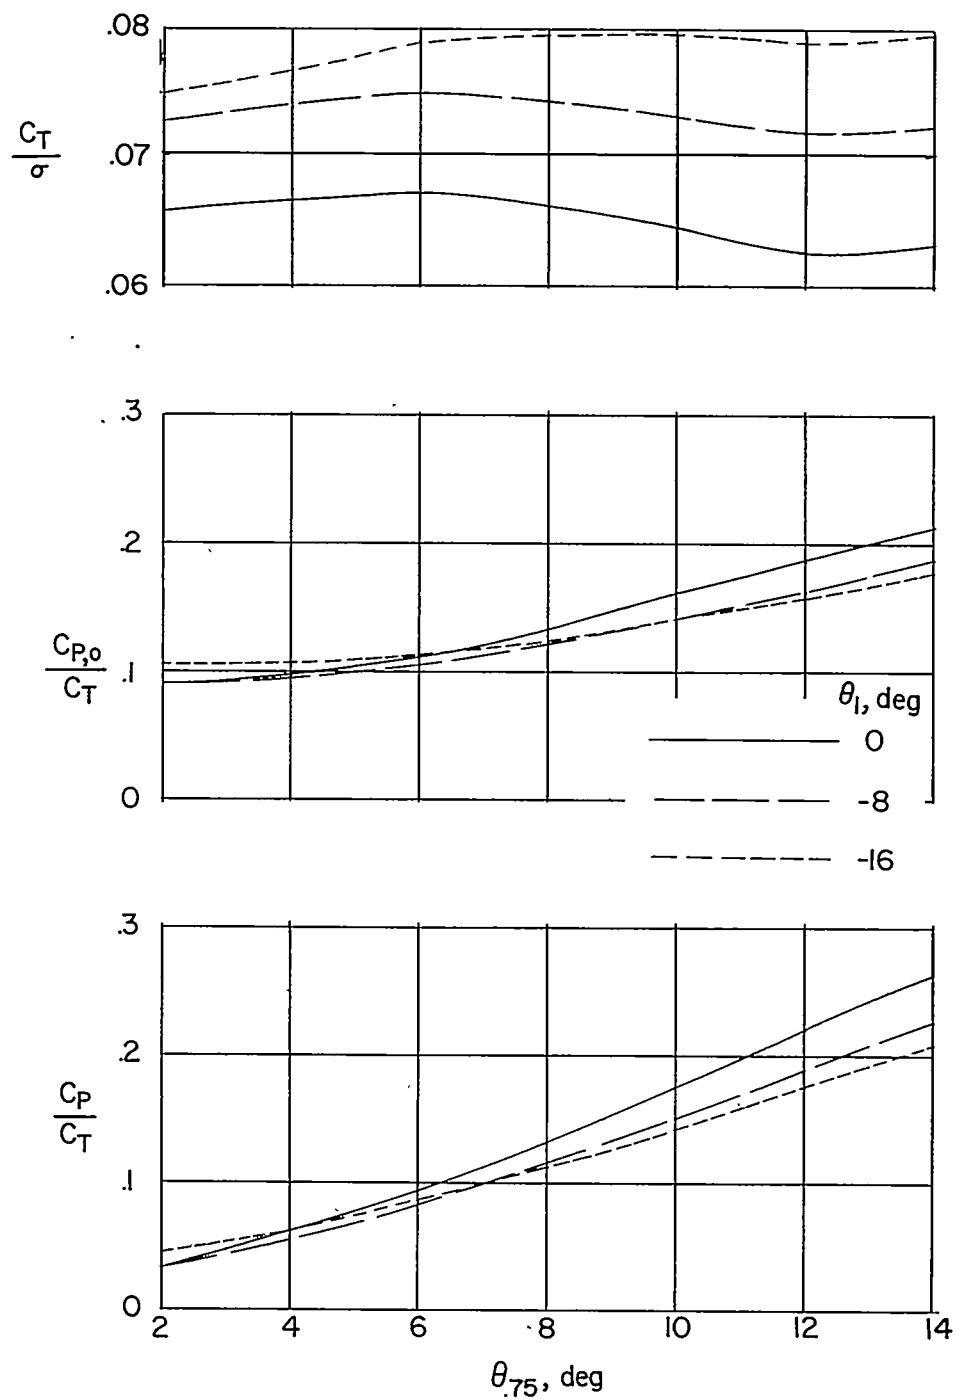 .08
C_T
σ
.07
.06
.3
.2
C_P,o
C_T
.1
0
θ_1, deg
0
-8
-16
.3
.2
C_P
C_T
.1
0
2 4 6 8 10 12 14
θ_.75, deg